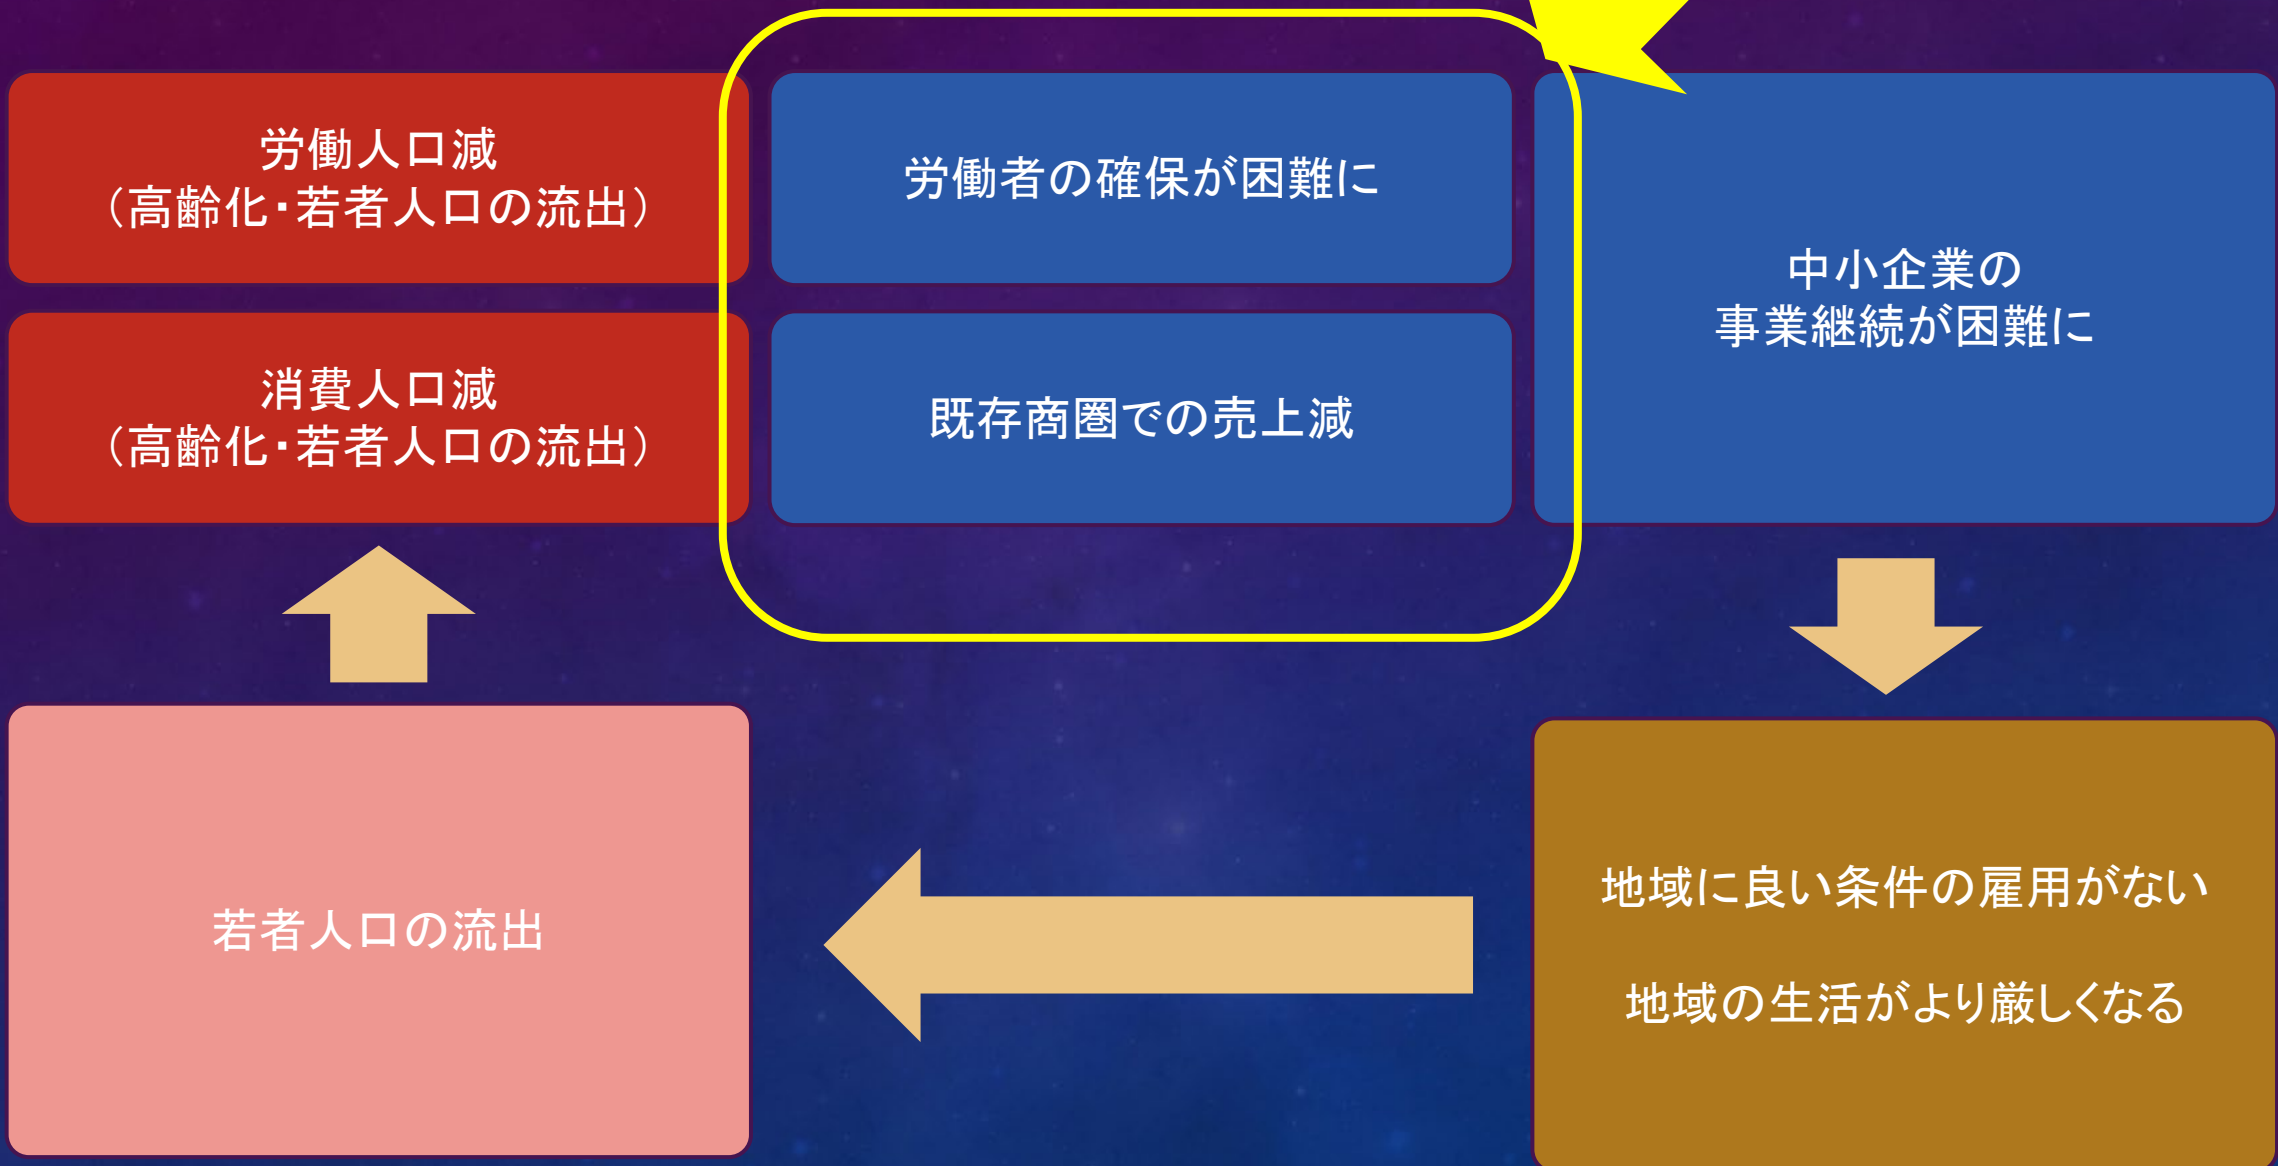 労働人口減
（高齢化・若者人口の流出）
労働者の確保が困難に
中小企業の
事業継続が困難に
消費人口減
（高齢化・若者人口の流出）
既存商圏での売上減
若者人口の流出
地域に良い条件の雇用がない
地域の生活がより厳しくなる